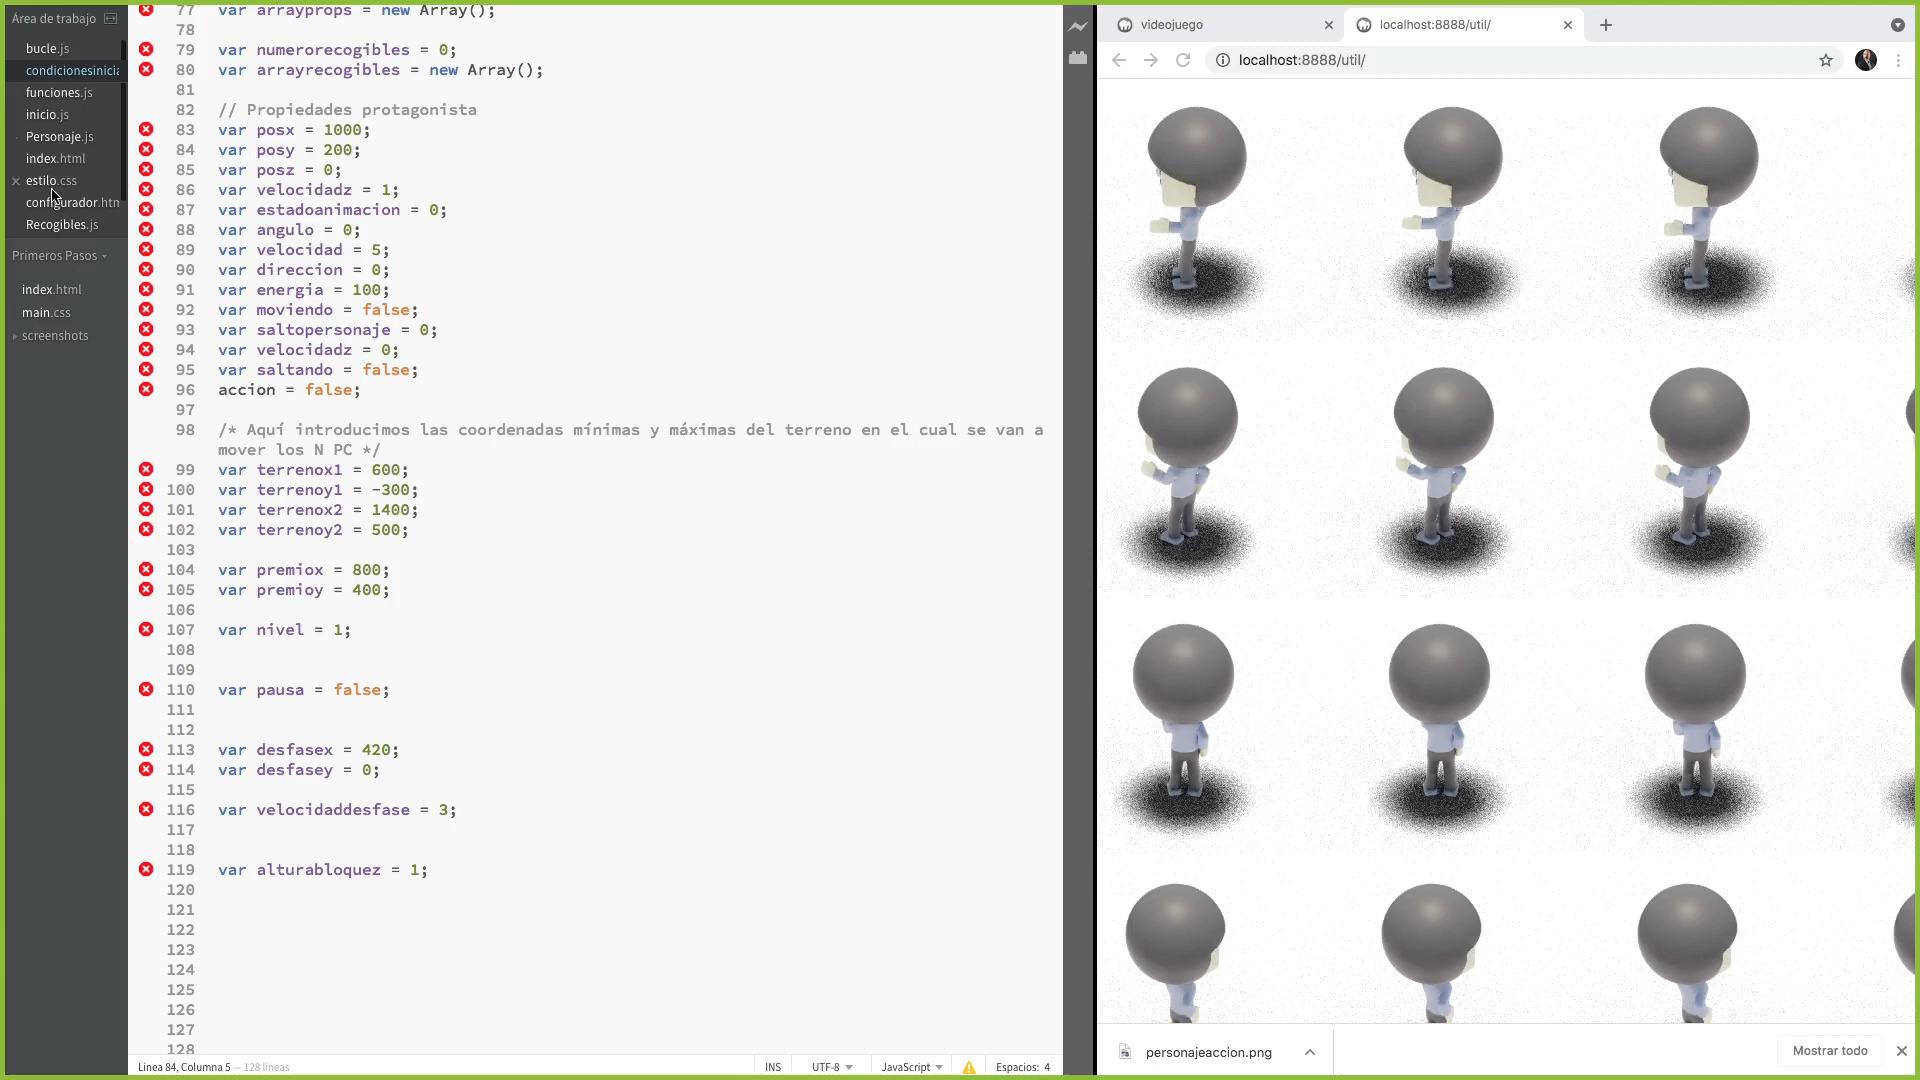 Área de trabajo
bucle.js
condicionesinicia
funciones.js
inicio.js
Personaje.js
index.html
estilo.css
configurador.htm
Recogibles.js
Primeros Pasos
index.html
main.css
screenshots
77 var arrayprops = new Array();
78
79 var numerorecogibles = 0;
80 var arrayrecogibles = new Array();
81
82 // Propiedades protagonista
83 var posx = 1000;
84 var posy = 200;
85 var posz = 0;
86 var velocidadz = 1;
87 var estadoanimacion = 0;
88 var angulo = 0;
89 var velocidad = 5;
90 var direccion = 0;
91 var energia = 100;
92 var moviendo = false;
93 var saltopersonaje = 0;
94 var velocidadz = 0;
95 var saltando = false;
96 accion = false;
97
98 /* Aquí introducimos las coordenadas mínimas y máximas del terreno en el cual se van a
mover los N PC */
99 var terrenox1 = 600;
100 var terrenoy1 = -300;
101 var terrenox2 = 1400;
102 var terrenoy2 = 500;
103
104 var premiox = 800;
105 var premioy = 400;
106
107 var nivel = 1;
108
109
110 var pausa = false;
111
112
113 var desfasex = 420;
114 var desfasey = 0;
115
116 var velocidaddesfase = 3;
117
118
119 var alturabloquez = 1;
120
121
122
123
124
125
126
127
128
Línea 84, Columna 5 — 128 líneas
INS
UTF-8
JavaScript
Espacios: 4
videojuego
localhost:8888/util/
localhost:8888/util/
personajeaccion.png
Mostrar todo